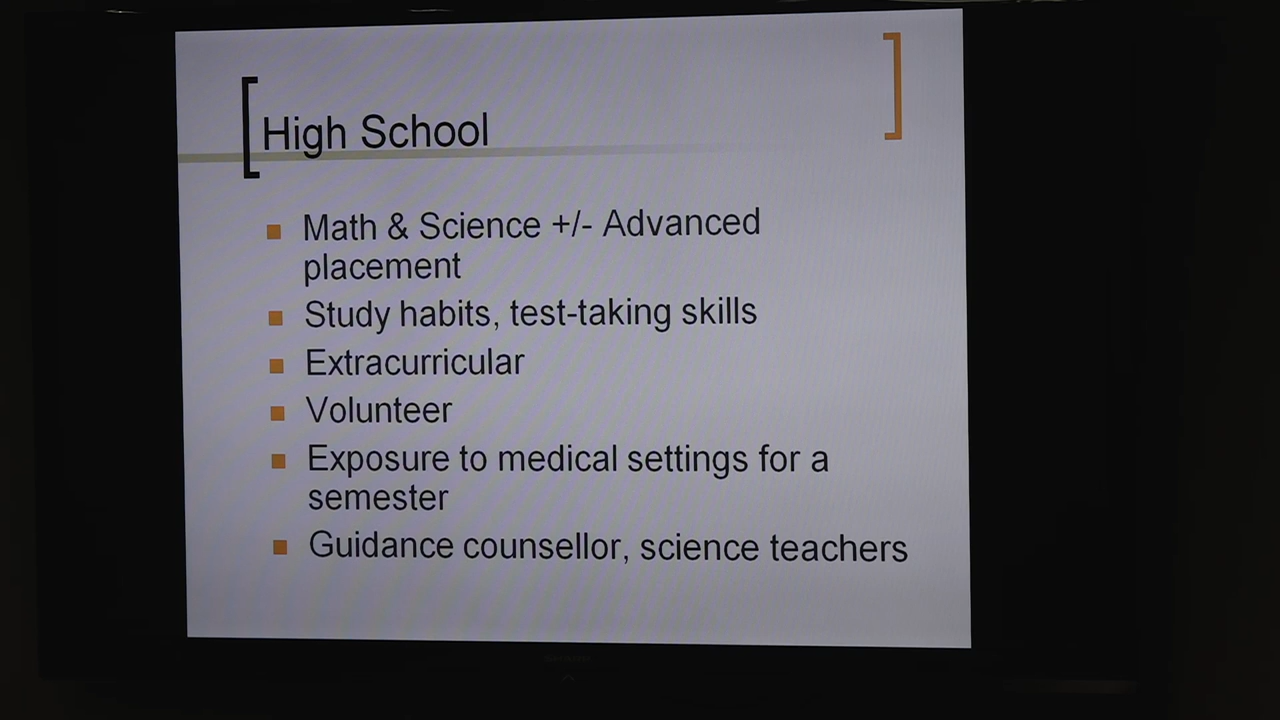 High School
Math & Science +/- Advanced
placement
Study habits, test-taking skills
Extracurricular
Volunteer
Exposure to medical settings for a
semester
Guidance counsellor, science teachers